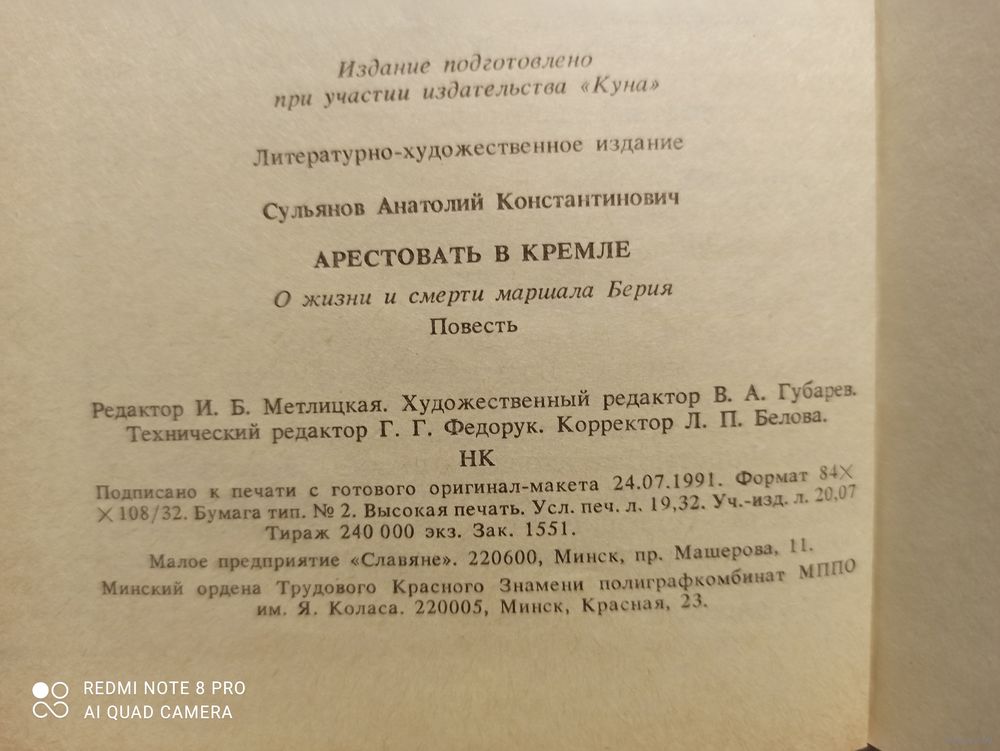 Издание подготовлено
при участии издательства «Куна»
Литературно-художественное издание
Сульянов Анатолий Константинович
АРЕСТОВАТЬ В КРЕМЛЕ
О жизни и смерти маршала Берия
Повесть
Редактор И. Б. Метлицкая. Художественный редактор В. А. Губарев.
Технический редактор Г. Г. Федорук. Корректор Л. П. Белова.
НК
Подписано к печати с готового оригинал-макета 24.07.1991. Формат 84×
×108/32. Бумага тип. № 2. Высокая печать. Усл. печ. л. 19,32. Уч.-изд. л. 20,07
Тираж 240 000 экз. Зак. 1551.
Малое предприятие «Славяне». 220600, Минск, пр. Машерова, 11.
Минский ордена Трудового Красного Знамени полиграфкомбинат МППО
им. Я. Коласа. 220005, Минск, Красная, 23.
REDMI NOTE 8 PRO
AI QUAD CAMERA